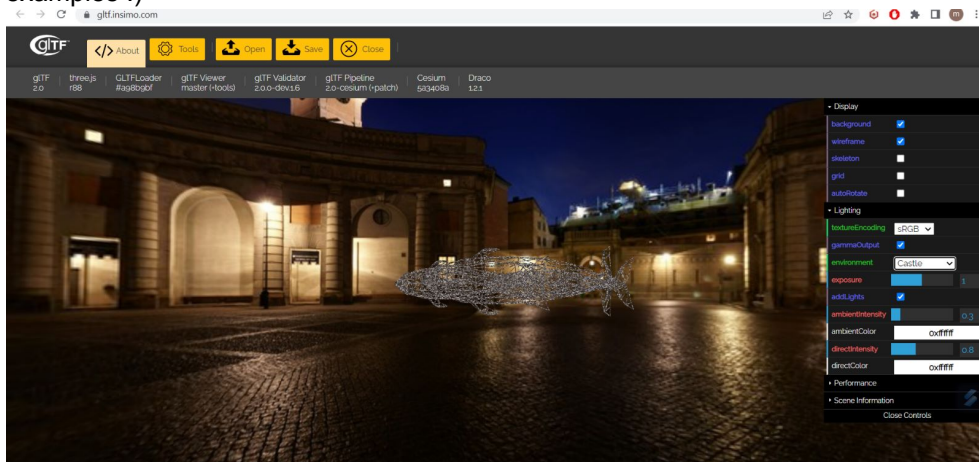 gltf.insimo.com
m
glTF
</> About
Tools
Open
Save
Close
glTF three.js GLTFLoader glTF Viewer glTF Validator glTF Pipeline Cesium Draco
2.0 r88 #a98b9bf master (+tools) 2.0.0-dev.1.6 2.0-cesium (+patch) 5a3408a 1.2.1
Display
background
wireframe
skeleton
grid
autoRotate
Lighting
textureEncoding sRGB
gammaOutput
environment Castle
exposure 1
addLights
ambientIntensity 0.3
ambientColor 0xffffff
directIntensity 0.8
directColor 0xffffff
Performance
Scene Information
Close Controls